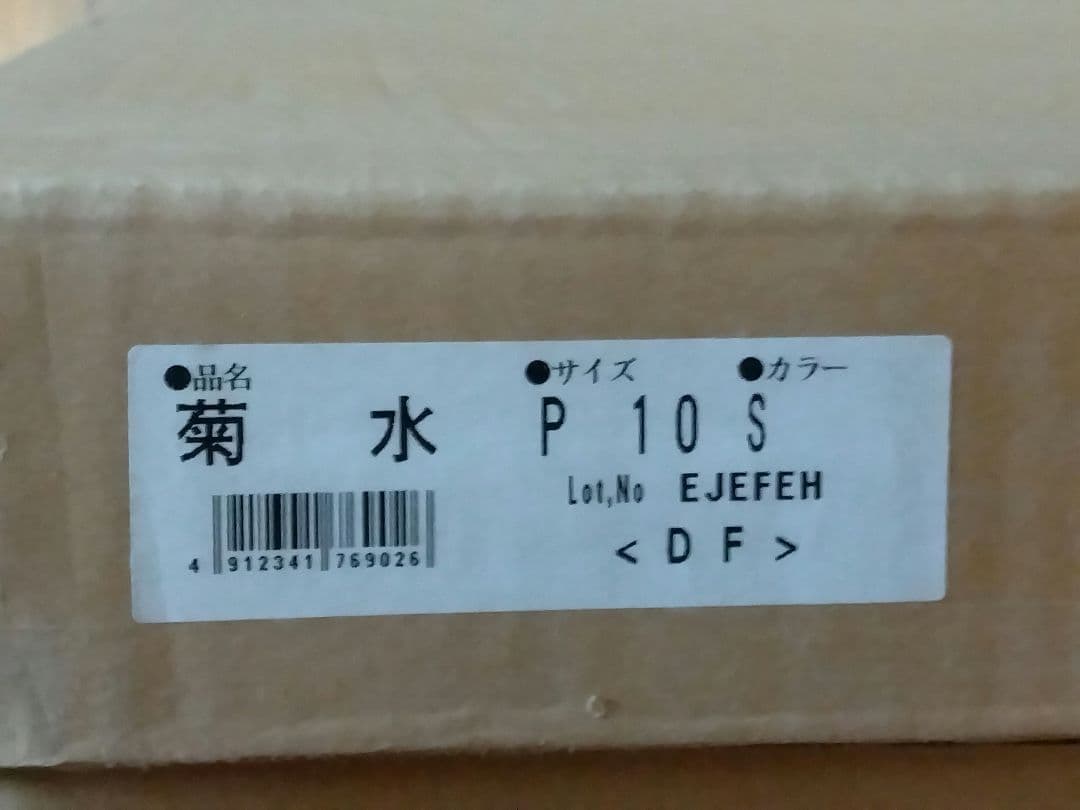 ●品名 ●サイズ ●カラー
菊 水 P 10 S
Lot,No EJEFEH
4 912341 769026
< D F >